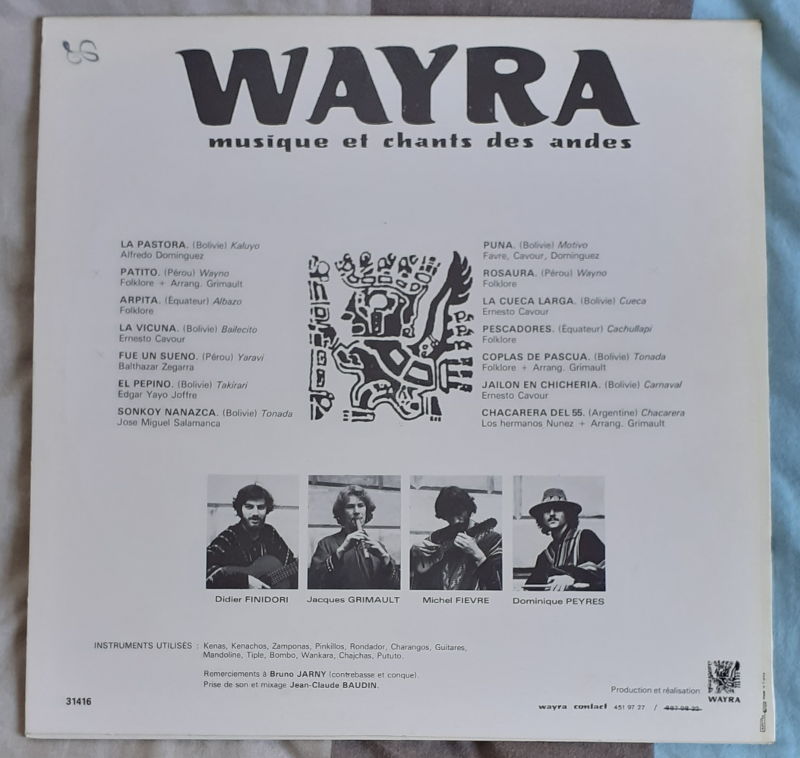 86
WAYRA
musique et chants des andes
LA PASTORA. (Bolivie) Kaluyo
Alfredo Dominguez
PATITO. (Pérou) Wayno
Folklore + Arrang. Grimault
ARPITA. (Équateur) Albazo
Folklore
LA VICUNA. (Bolivie) Bailecito
Ernesto Cavour
FUE UN SUENO. (Pérou) Yaravi
Balthazar Zegarra
EL PEPINO. (Bolivie) Takirari
Edgar Yayo Joffre
SONKOY NANAZCA. (Bolivie) Tonada
Jose Miguel Salamanca
PUNA. (Bolivie) Motivo
Favre, Cavour, Dominguez
ROSAURA. (Pérou) Wayno
Folklore
LA CUECA LARGA. (Bolivie) Cueca
Ernesto Cavour
PESCADORES. (Équateur) Cachullapi
Folklore
COPLAS DE PASCUA. (Bolivie) Tonada
Folklore + Arrang. Grimault
JAILON EN CHICHERIA. (Bolivie) Carnaval
Ernesto Cavour
CHACARERA DEL 55. (Argentine) Chacarera
Los hermanos Nunez + Arrang. Grimault
Didier FINIDORI
Jacques GRIMAULT
Michel FIEVRE
Dominique PEYRES
INSTRUMENTS UTILISÉS : Kenas, Kenachos, Zamponas, Pinkillos, Rondador, Charangos, Guitares,
Mandoline, Tiple, Bombo, Wankara, Chajchas, Pututo.
Remerciements à Bruno JARNY (contrebasse et conque).
Prise de son et mixage Jean-Claude BAUDIN.
31416
Production et réalisation
WAYRA
wayra contact 451 97 27 /